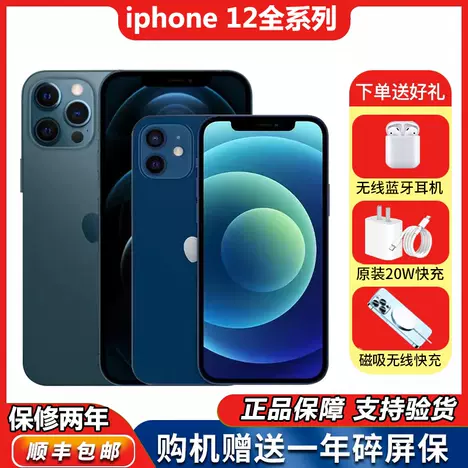 iphone 12全系列
下单送好礼
无线蓝牙耳机
原装20W快充
磁吸无线快充
保修两年
正品保障 支持验货
顺丰包邮
购机赠送一年碎屏保